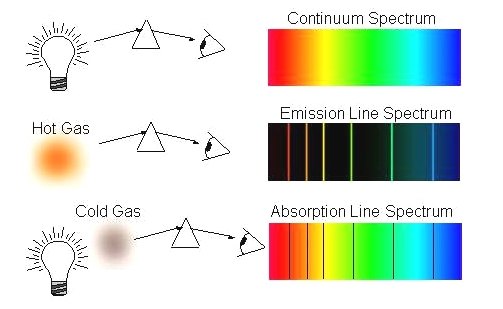 Continuum Spectrum
Hot Gas
Emission Line Spectrum
Cold Gas
Absorption Line Spectrum